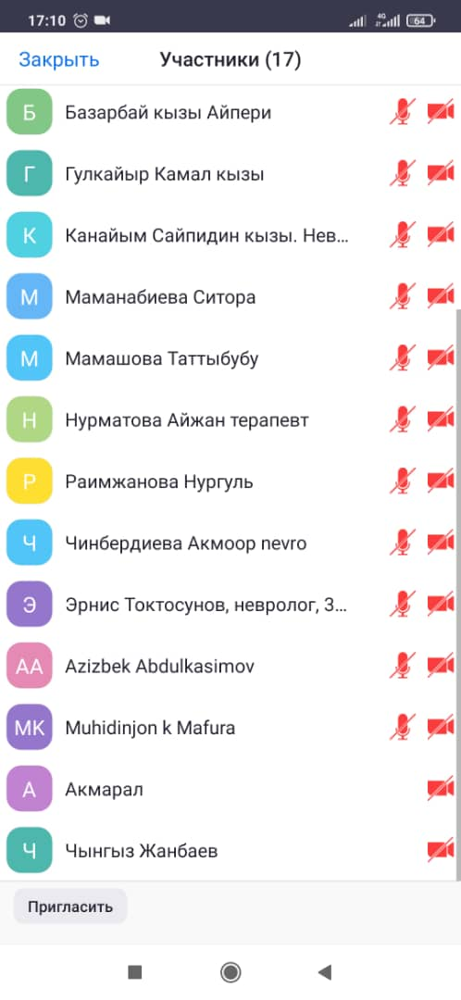 17:10 4G 64
Закрыть Участники (17)
Б Базарбай кызы Айпери
Г Гулкайыр Камал кызы
К Канайым Сайпидин кызы. Нев...
М Маманабиева Ситора
М Мамашова Таттыбубу
Н Нурматова Айжан терапевт
Р Раимжанова Нургуль
Ч Чинбердиева Акмоор nevro
Э Эрнис Токтосунов, невролог, 3...
AA Azizbek Abdulkasimov
MK Muhidinjon k Mafura
А Акмарал
Ч Чынгыз Жанбаев
Пригласить